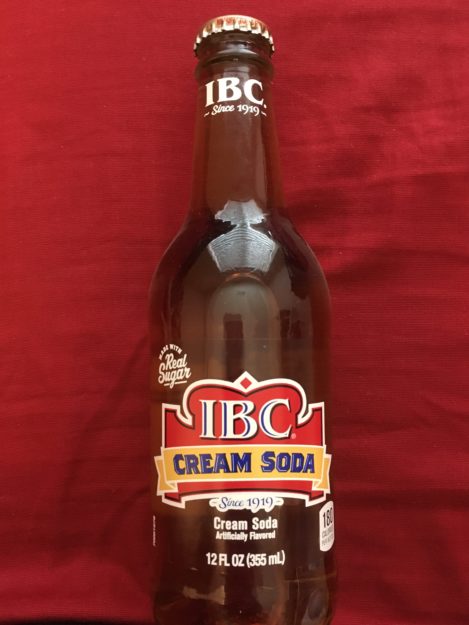 IBC
Since 1919
MADE WITH
Real
Sugar
IBC
CREAM SODA
Since 1919
Cream Soda
Artificially Flavored
180
CALORIES
12 FL OZ (355 mL)